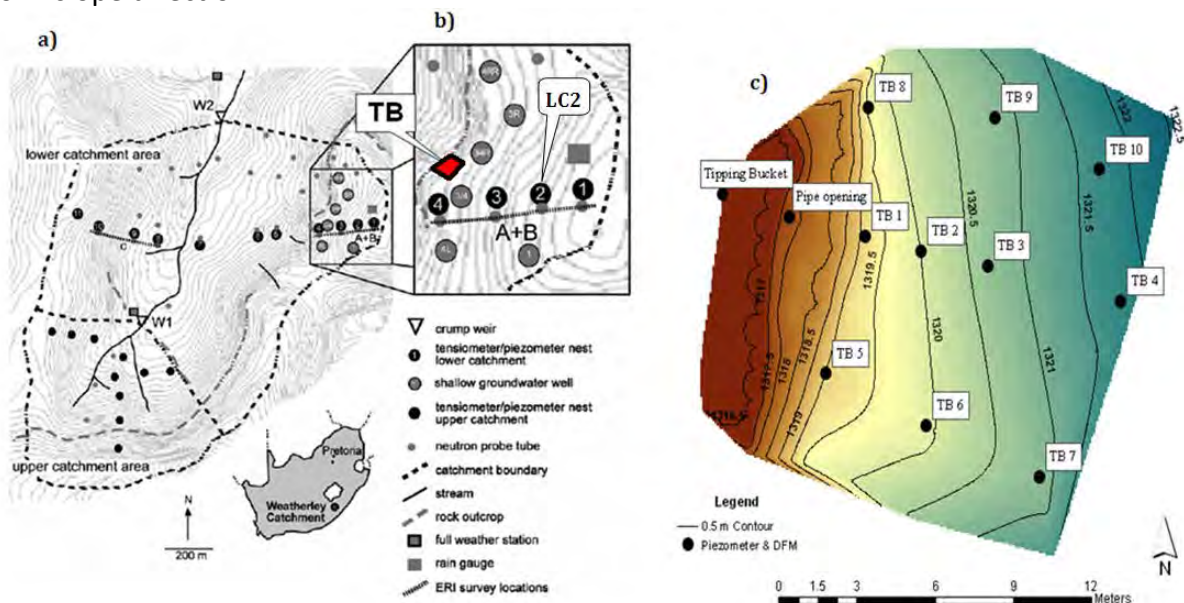 a)
b)
c)
W2
lower catchment area
W1
upper catchment area
A+B
TB
LC2
4
3
2
1
A+B
crump weir
tensiometer/piezometer nest
lower catchment
shallow groundwater well
tensiometer/piezometer nest
upper catchment
neutron probe tube
catchment boundary
stream
rock outcrop
full weather station
rain gauge
ERI survey locations
Pretoria
Weatherley
Catchment
N
200 m
TB 8
TB 9
TB 10
Tipping Bucket
Pipe opening
TB 1
TB 2
TB 3
TB 4
TB 5
TB 6
TB 7
1322.5
1322
1321.5
1321
1320.5
1320
1319.5
1319
1318.5
1318
1317.5
1317
Legend
0.5 m Contour
Piezometer & DFM
N
0 1.5 3 6 9 12
Meters